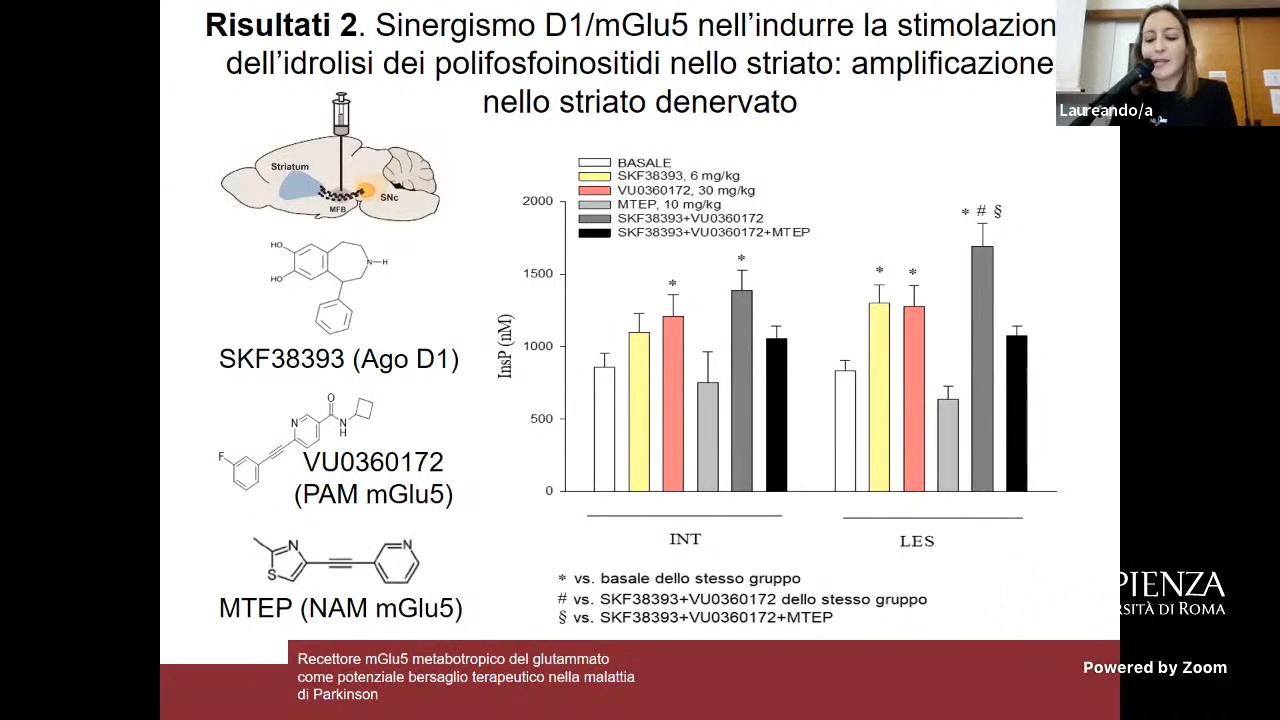 Risultati 2. Sinergismo D1/mGlu5 nell’indurre la stimolazion
dell’idrolisi dei polifosfoinositidi nello striato: amplificazione
nello striato denervato
Laureando/a
Striatum
SNc
MFB
HO
HO
N–H
SKF38393 (Ago D1)
O
N
N
H
F
VU0360172
(PAM mGlu5)
N
S
N
MTEP (NAM mGlu5)
BASALE
SKF38393, 6 mg/kg
VU0360172, 30 mg/kg
MTEP, 10 mg/kg
SKF38393+VU0360172
SKF38393+VU0360172+MTEP
InsP (nM)
2000
1500
1000
500
0
*
*
*
*
* # §
INT
LES
* vs. basale dello stesso gruppo
# vs. SKF38393+VU0360172 dello stesso gruppo
§ vs. SKF38393+VU0360172+MTEP
PIENZA
RSITÀ DI ROMA
Recettore mGlu5 metabotropico del glutammato
come potenziale bersaglio terapeutico nella malattia
di Parkinson
Powered by Zoom